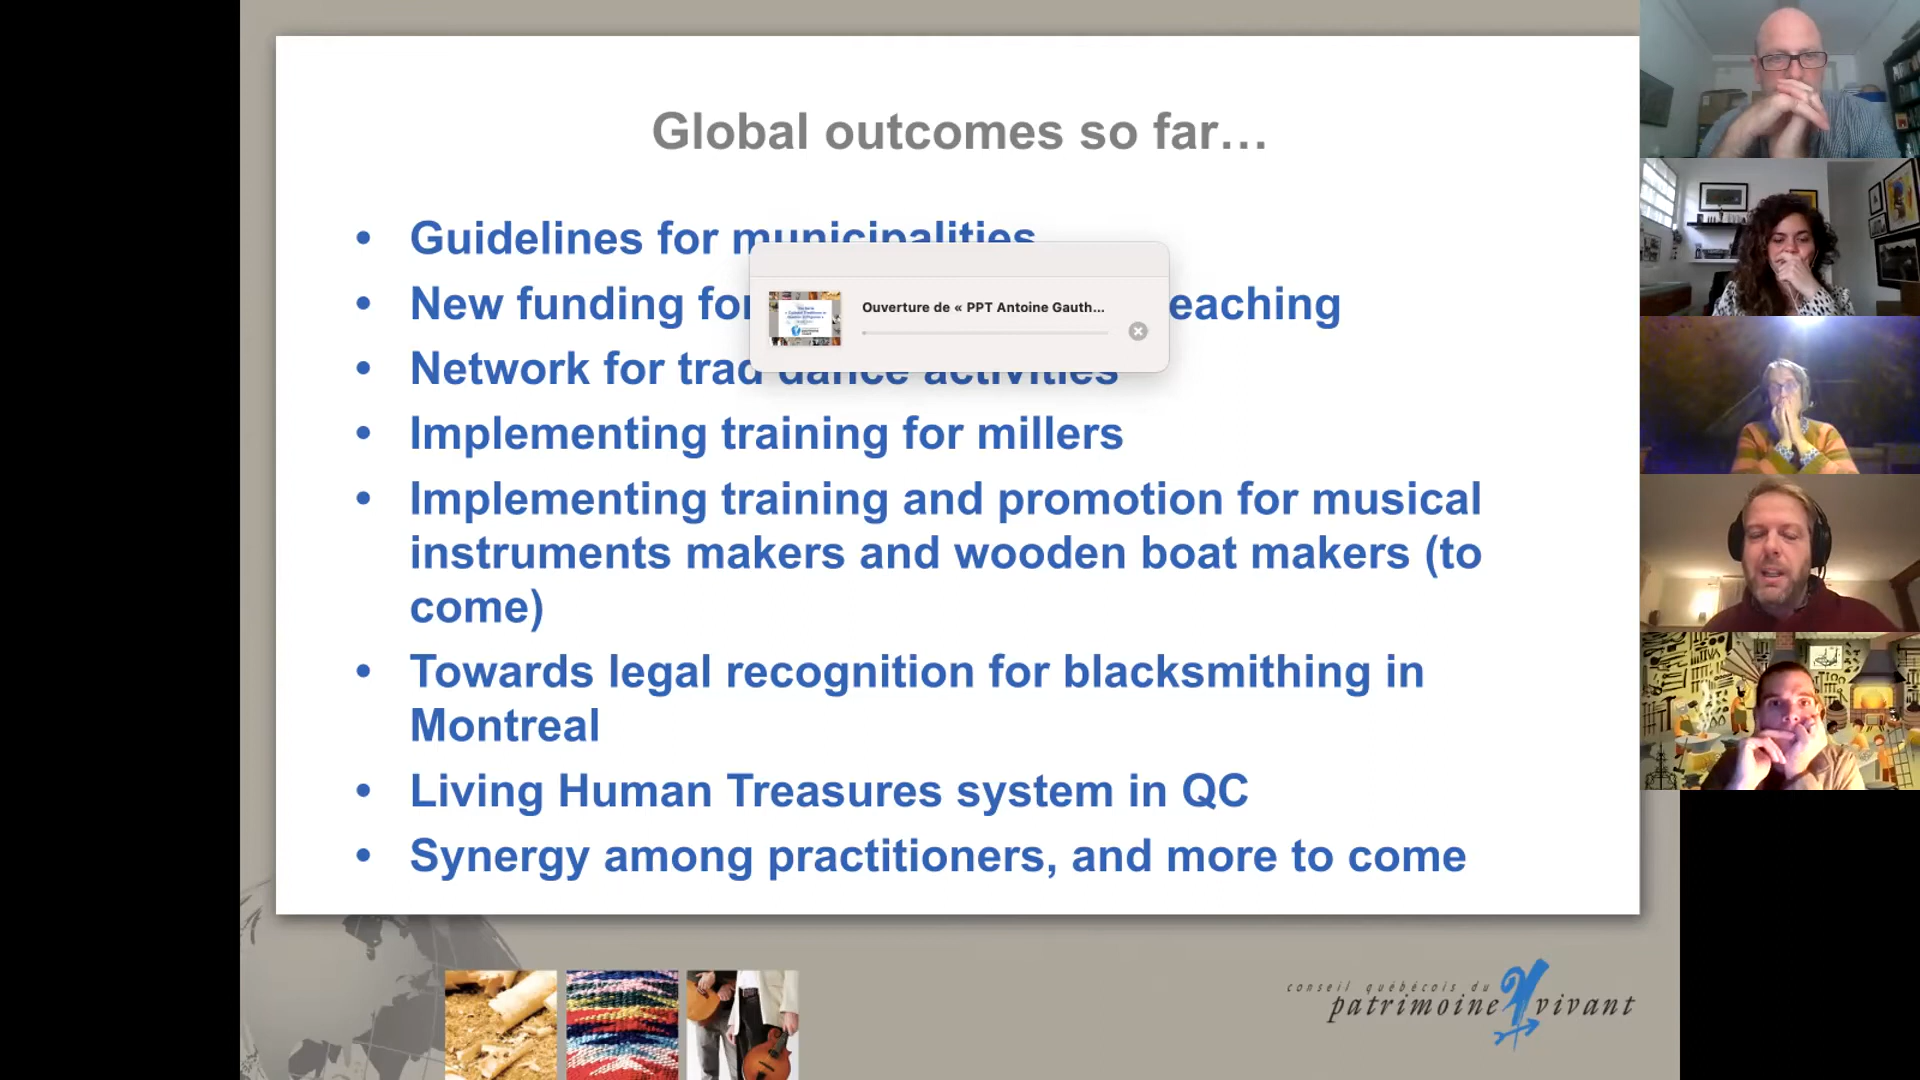 Global outcomes so far…
• Guidelines for municipalities
• New funding for eaching
• Network for trad dance activities
• Implementing training for millers
• Implementing training and promotion for musical
instruments makers and wooden boat makers (to
come)
• Towards legal recognition for blacksmithing in
Montreal
• Living Human Treasures system in QC
• Synergy among practitioners, and more to come
Ouverture de « PPT Antoine Gauth...
conseil québécois du
patrimoine vivant